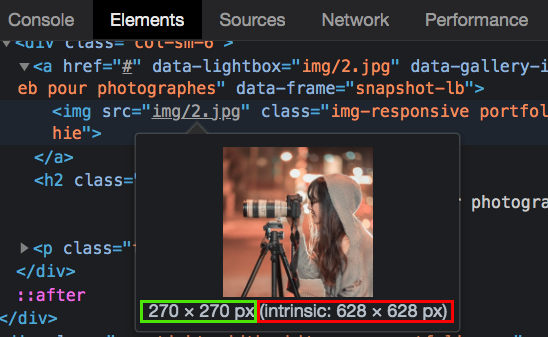 Console Elements Sources Network Performance
<div class="col-sm-6">
<a href="#" data-lightbox="img/2.jpg" data-gallery-i
eb pour photographes" data-frame="snapshot-lb">
<img src="img/2.jpg" class="img-responsive portfol
hie">
</a>
<h2 class= photogra
<p class="
</div>
::after
</div>
270 × 270 px (intrinsic: 628 × 628 px)